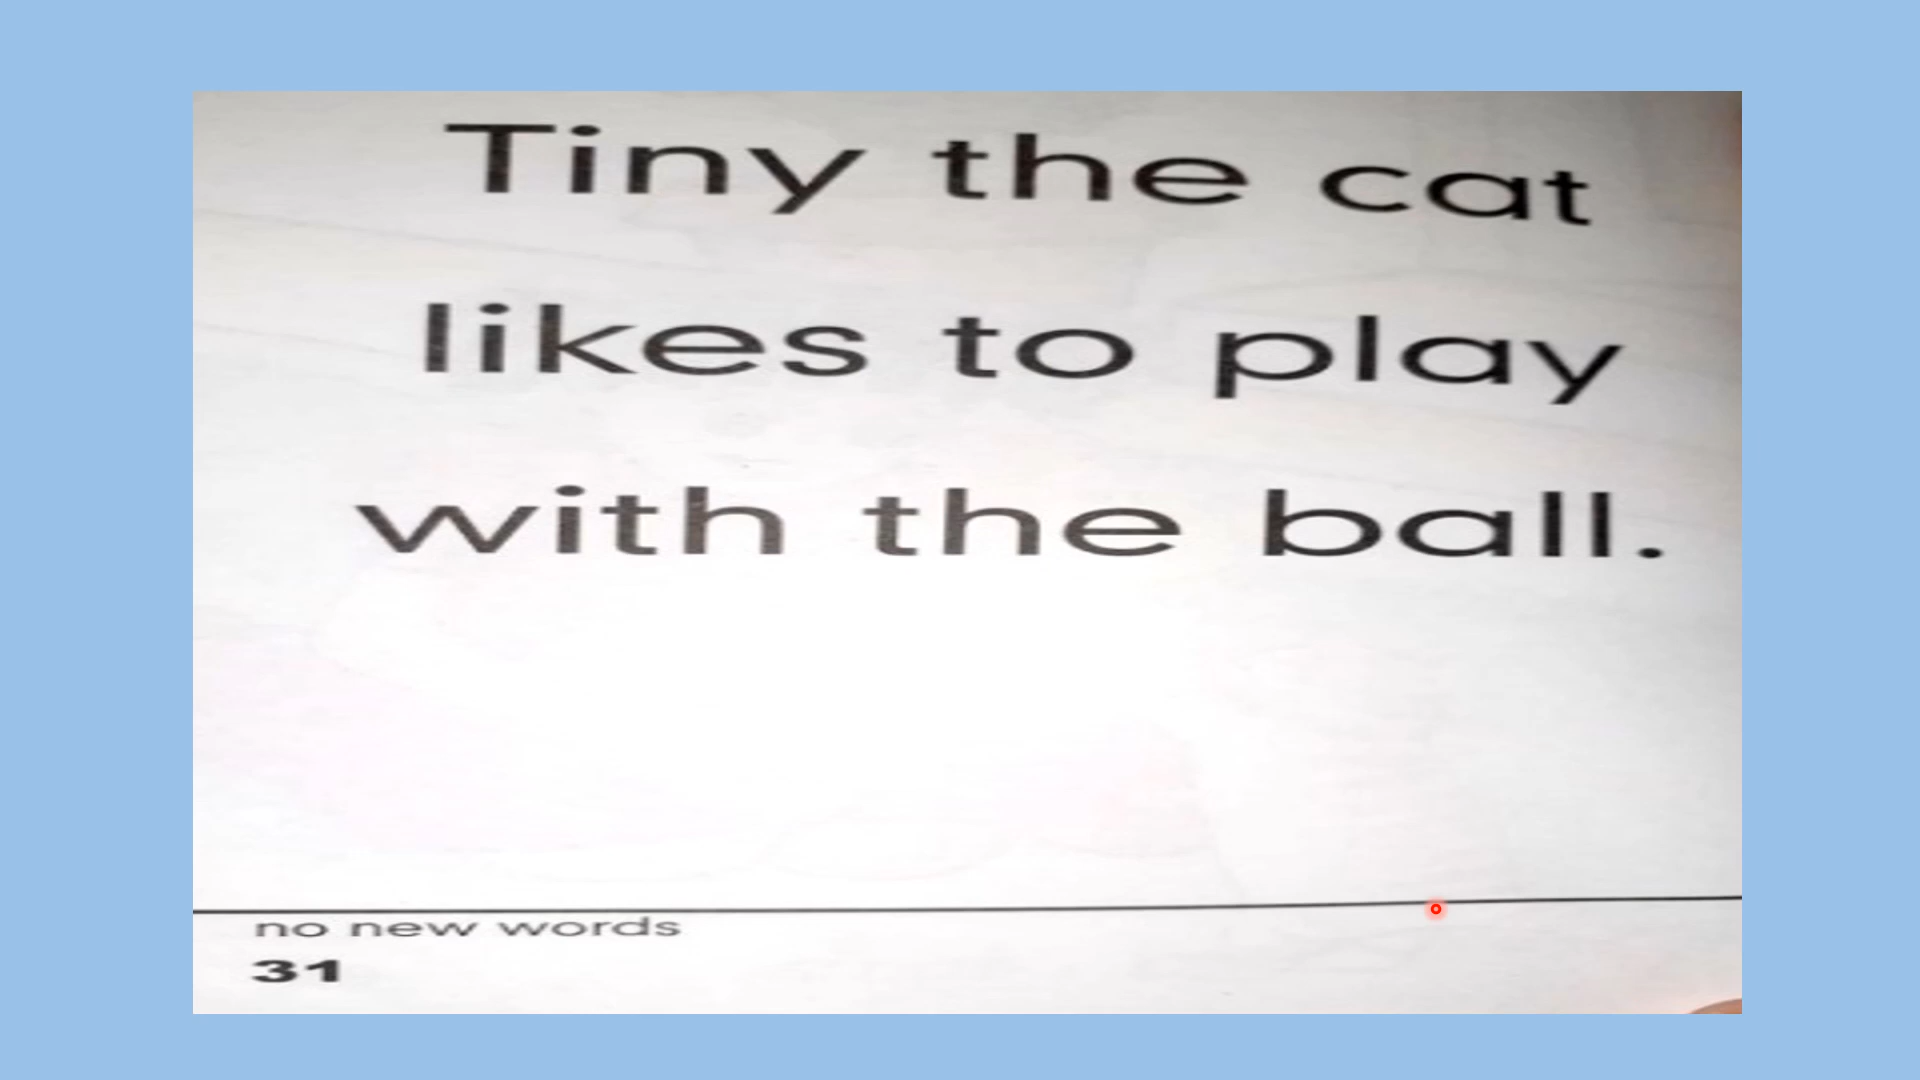 Tiny the cat
likes to play
with the ball.
no new words
31